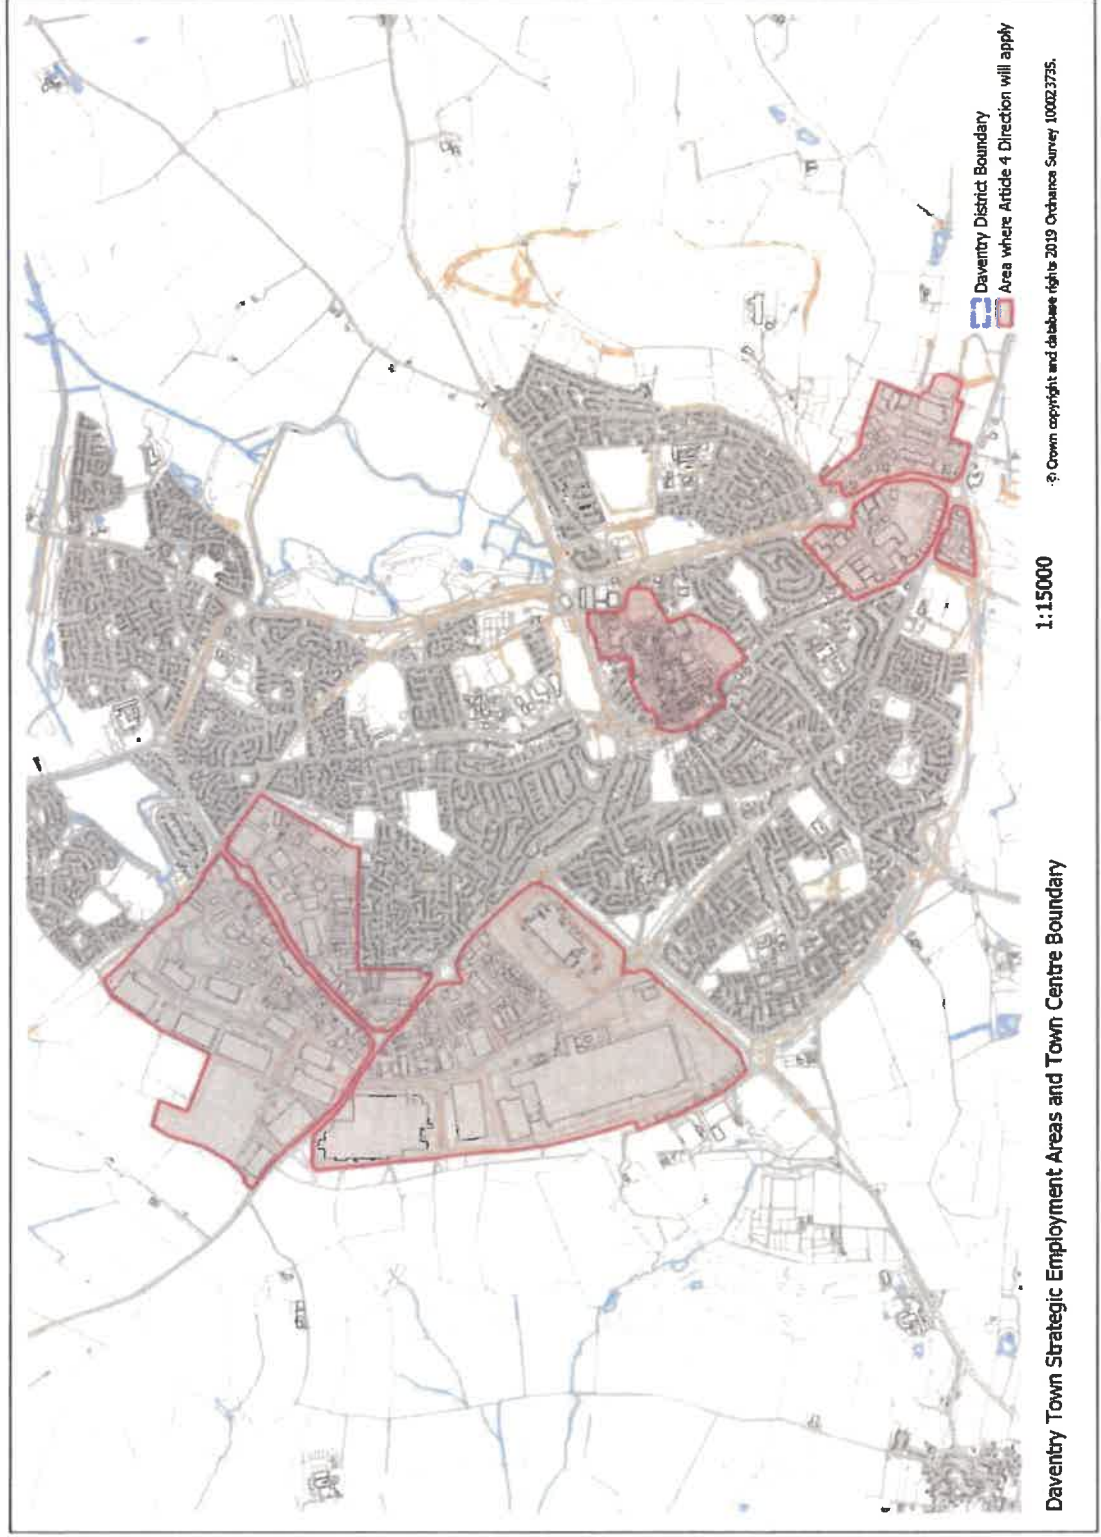 Daventry District Boundary
Area where Article 4 Direction will apply
© Crown copyright and database rights 2019 Ordnance Survey 100023735.
1:15000
Daventry Town Strategic Employment Areas and Town Centre Boundary